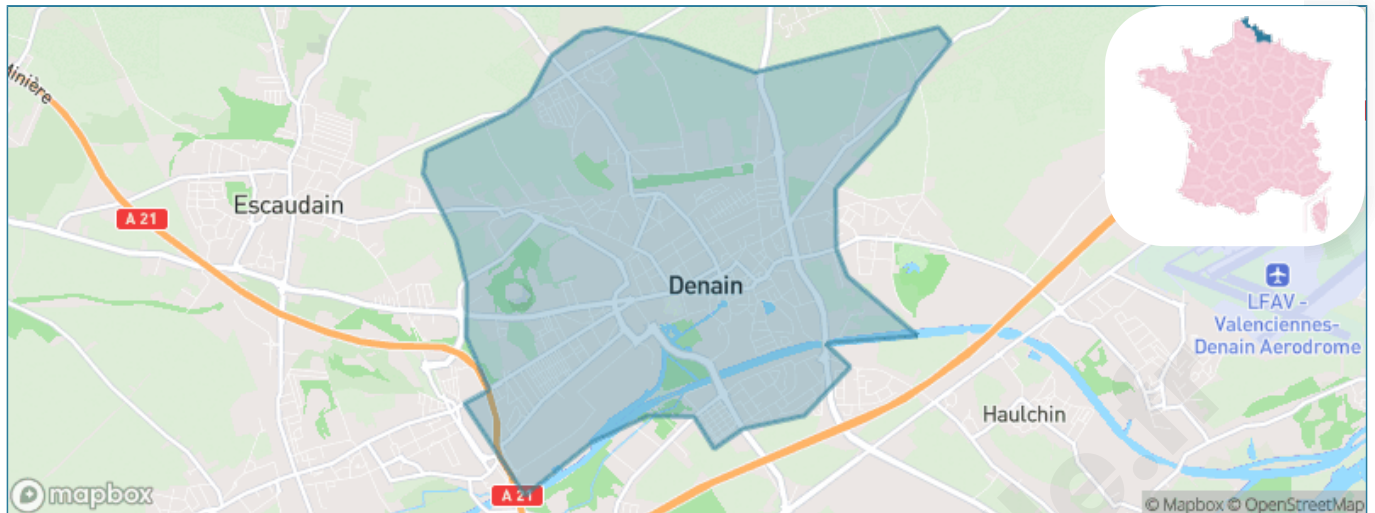 Minière
A 21
Escaudain
Denain
LFAV -
Valenciennes-
Denain Aerodrome
Haulchin
A 21
mapbox
© Mapbox © OpenStreetMap